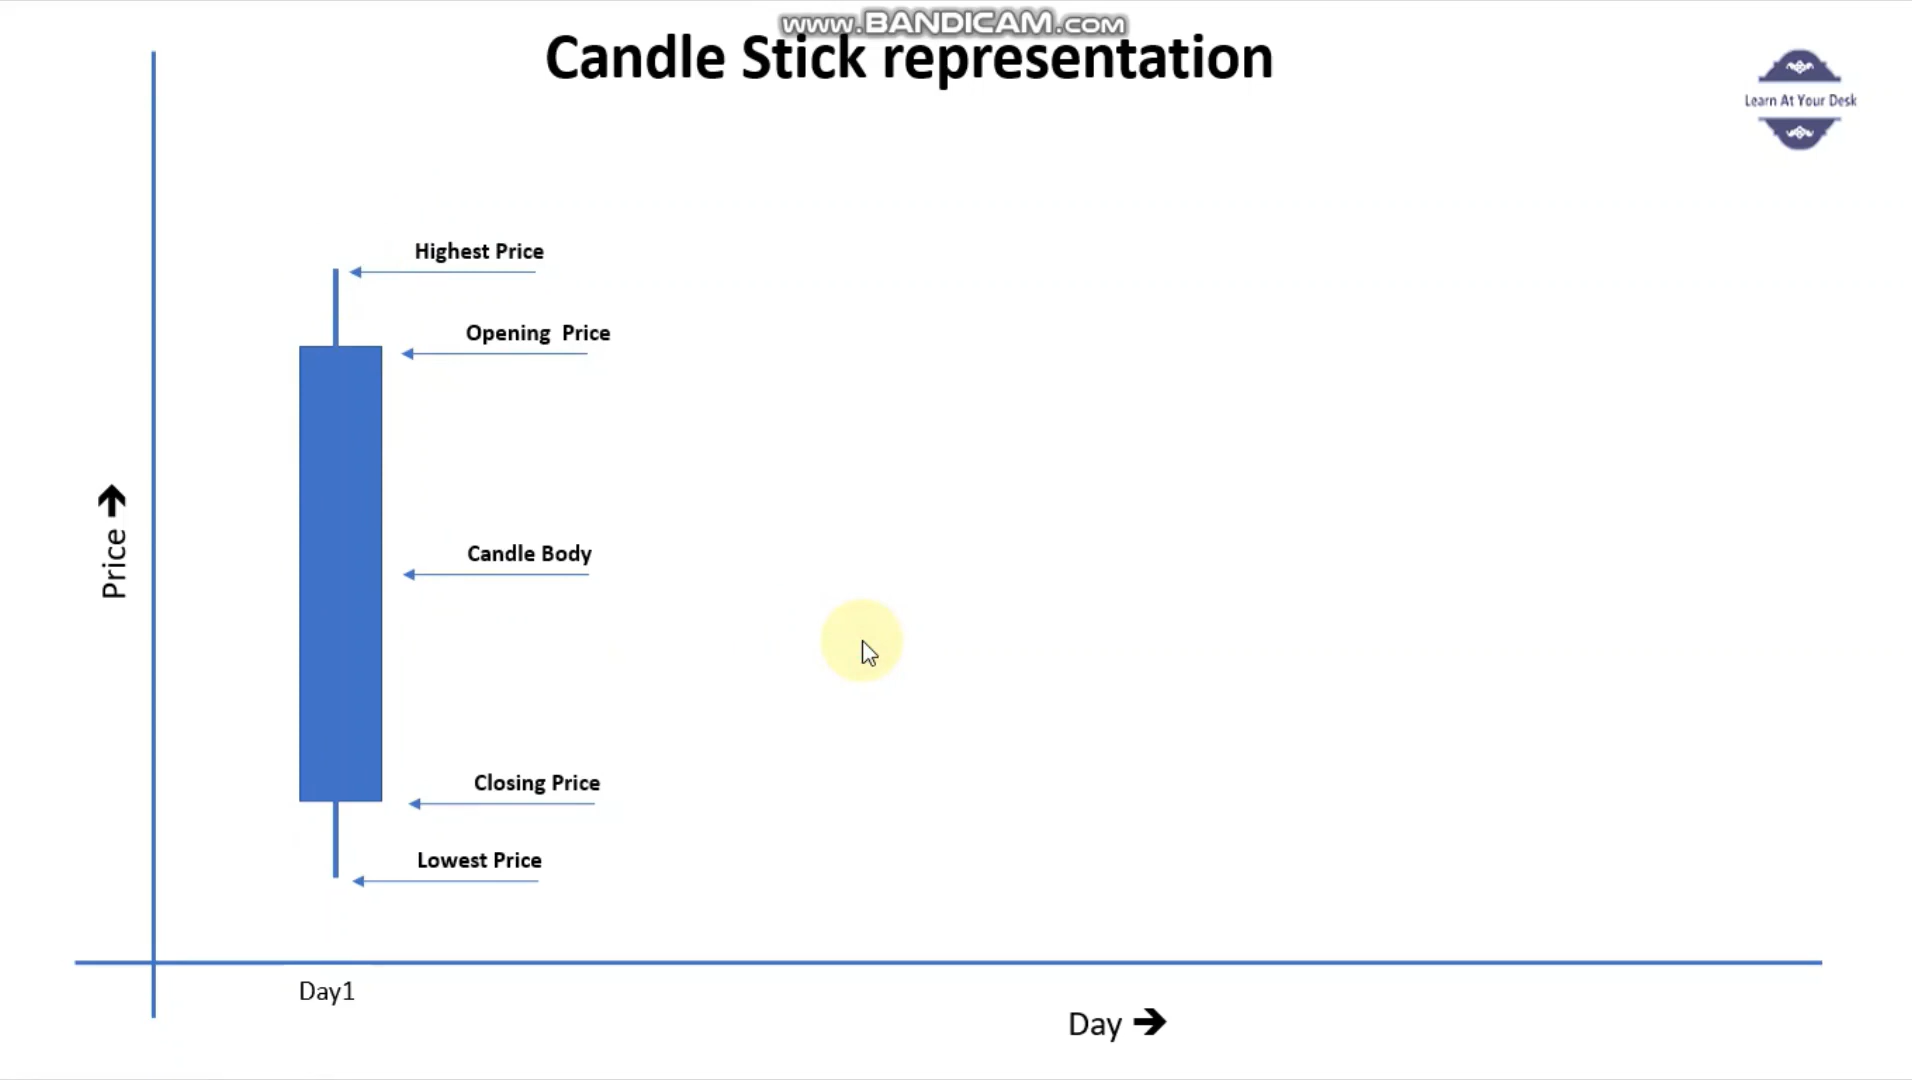 www.BANDICAM.com
Candle Stick representation
Learn At Your Desk
Highest Price
Opening Price
Price
Candle Body
Closing Price
Lowest Price
Day1
Day